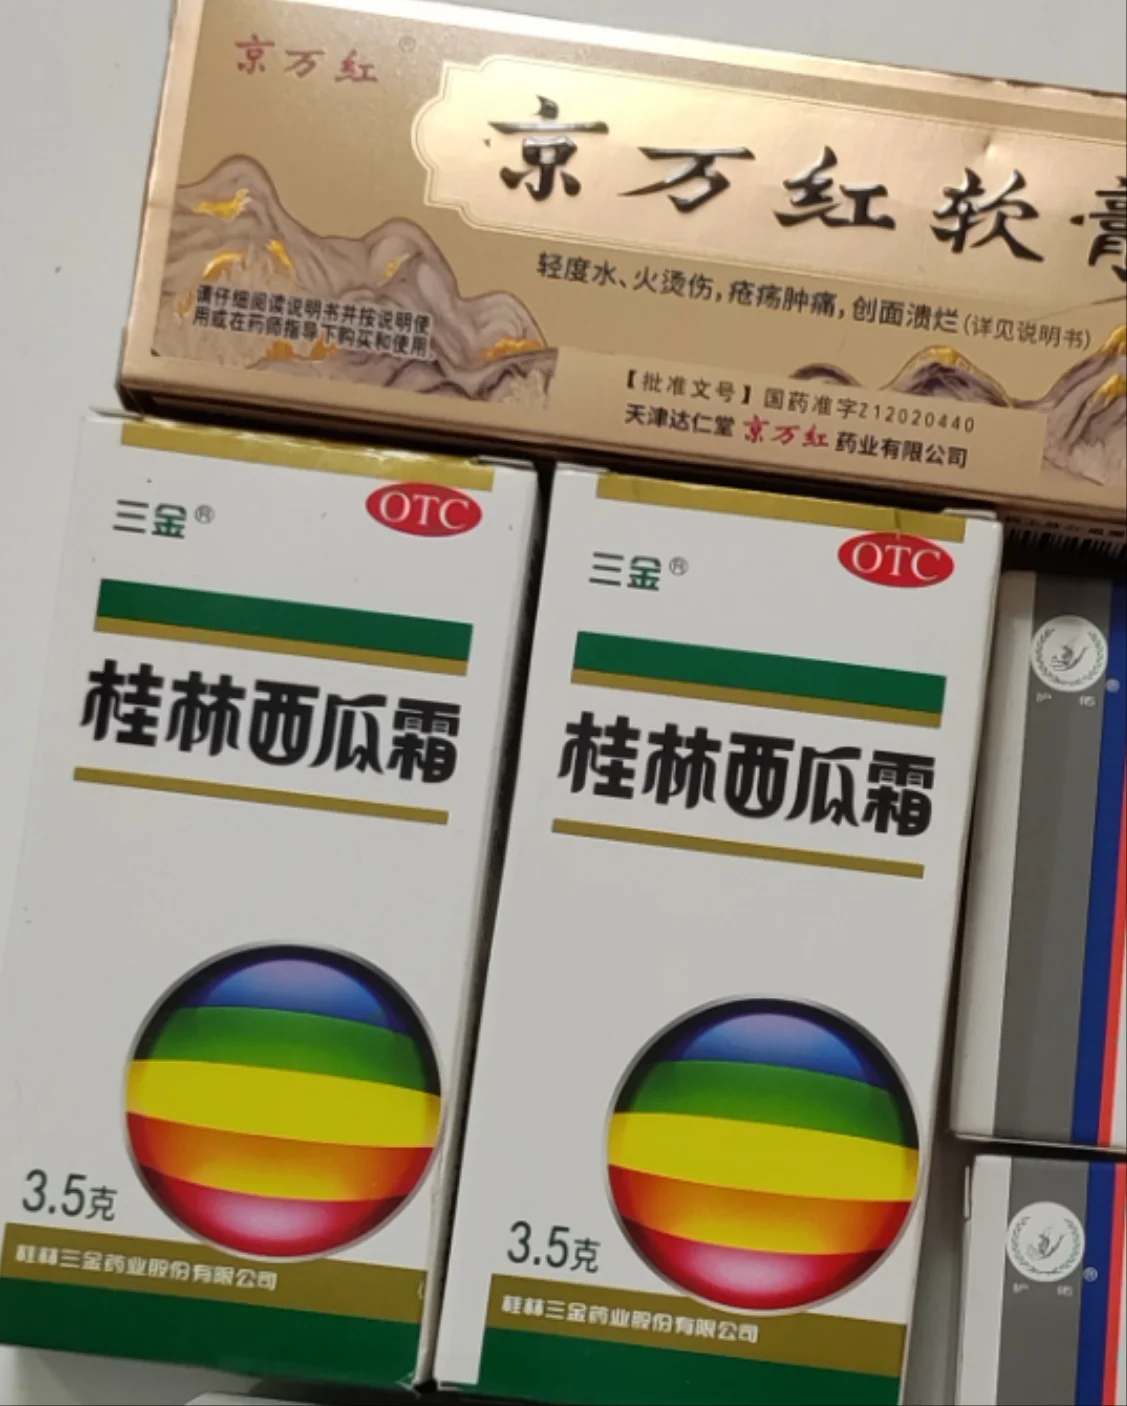 京万红®
京万红软膏
轻度水、火烫伤,疮疡肿痛,创面溃烂(详见说明书)
请仔细阅读说明书并按说明使
用或在药师指导下购买和使用
【批准文号】国药准字Z12020440
天津达仁堂京万红药业有限公司
三金®
OTC
桂林西瓜霜
3.5克
桂林三金药业股份有限公司
三金®
OTC
桂林西瓜霜
3.5克
桂林三金药业股份有限公司
护佑®
护佑®